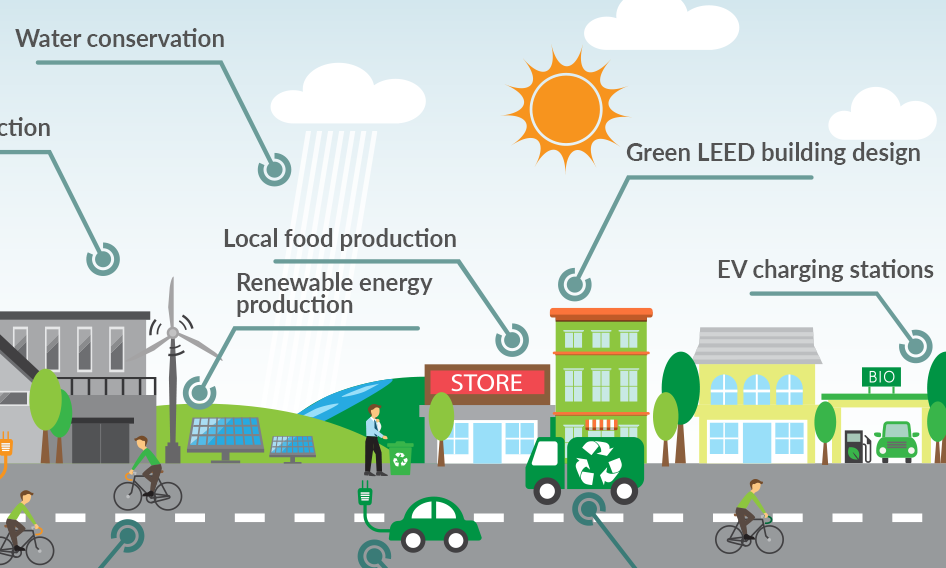 Water conservation
ction
Green LEED building design
Local food production
EV charging stations
Renewable energy
production
STORE
BIO